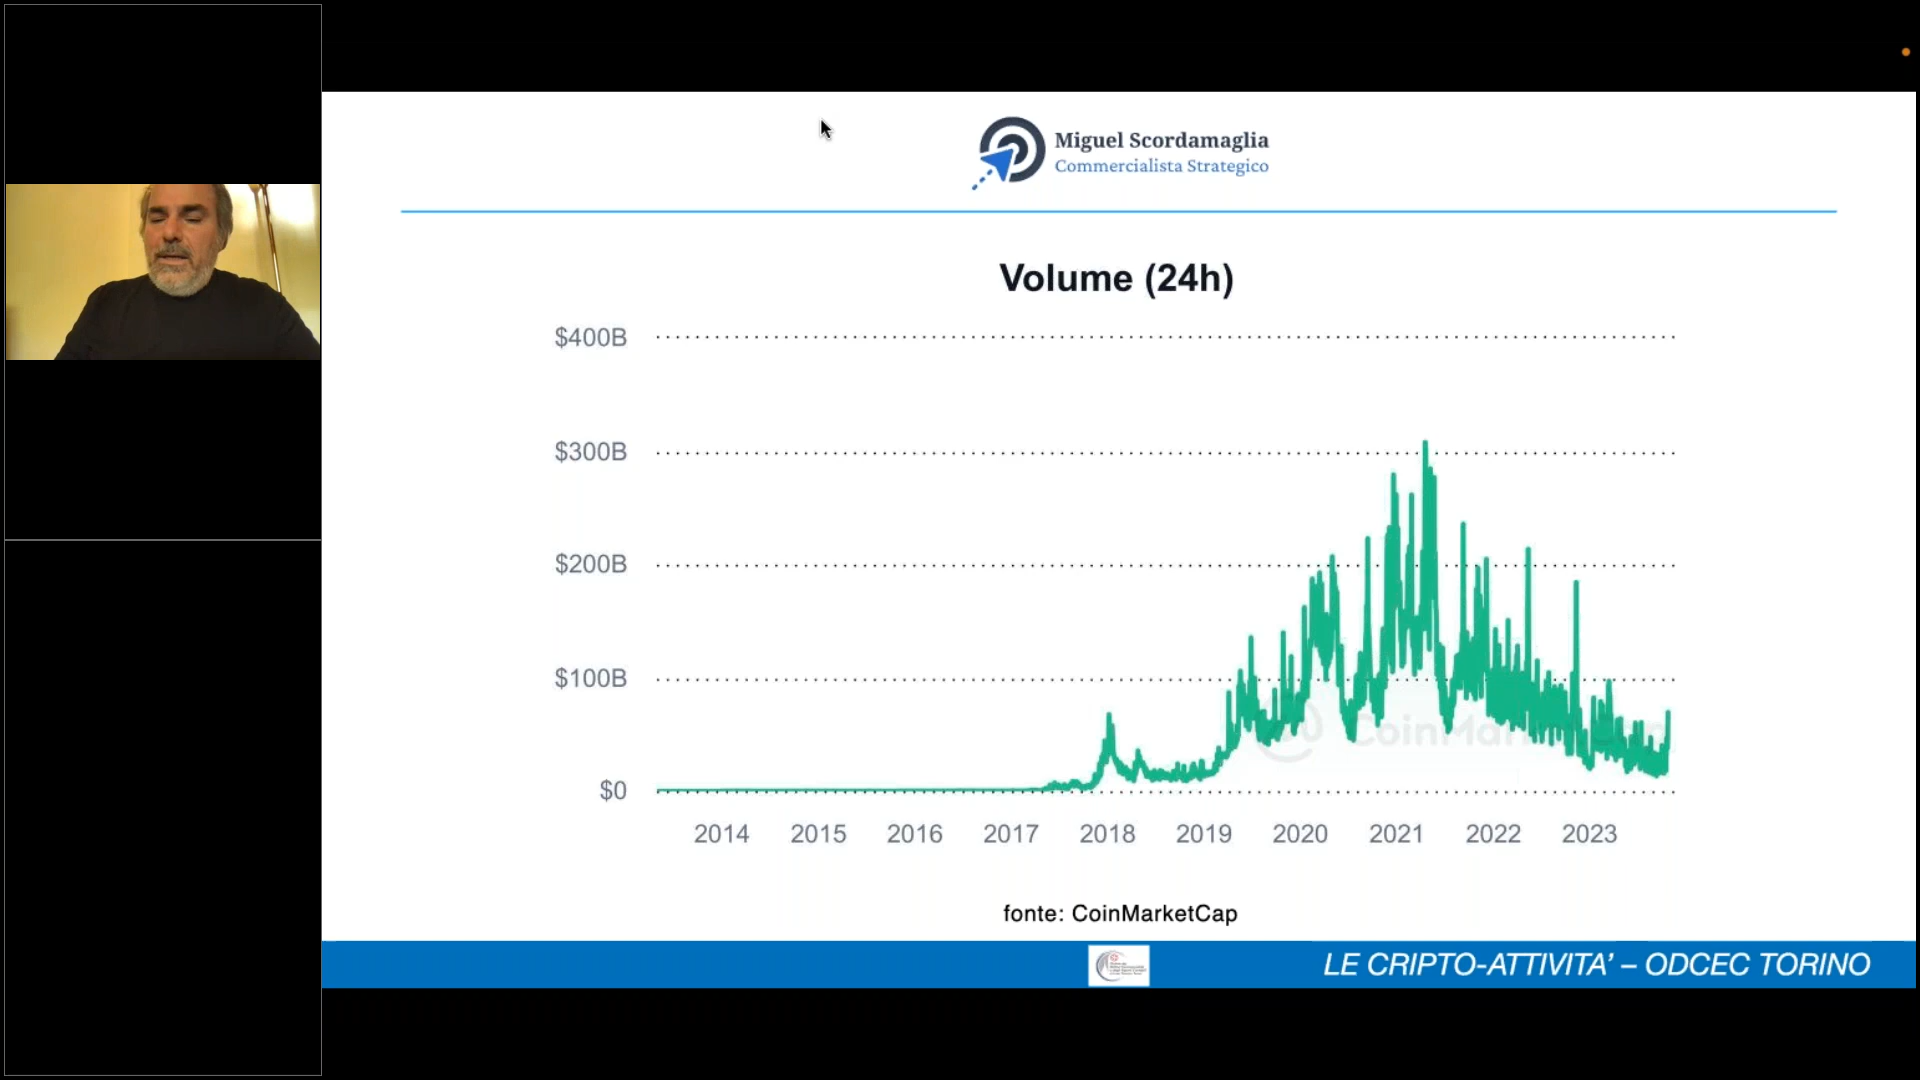 Miguel Scordamaglia
Commercialista Strategico
Volume (24h)
$400B
$300B
$200B
$100B
$0
CoinMarketCap
2014 2015 2016 2017 2018 2019 2020 2021 2022 2023
fonte: CoinMarketCap
LE CRIPTO-ATTIVITA’ – ODCEC TORINO